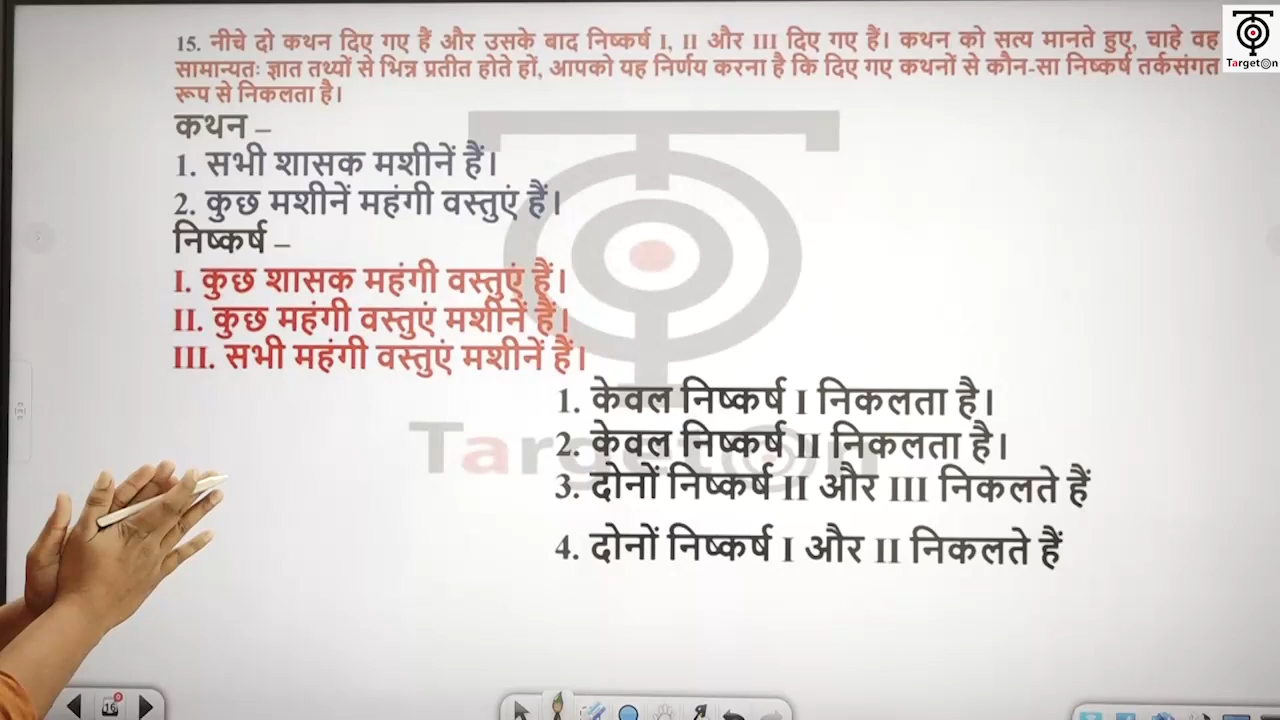 15. नीचे दो कथन दिए गए हैं और उसके बाद निष्कर्ष I, II और III दिए गए हैं। कथन को सत्य मानते हुए, चाहे वह
सामान्यतः ज्ञात तथ्यों से भिन्न प्रतीत होते हों, आपको यह निर्णय करना है कि दिए गए कथनों से कौन-सा निष्कर्ष तर्कसंगत
रूप से निकलता है।
कथन –
1. सभी शासक मशीनें हैं।
2. कुछ मशीनें महंगी वस्तुएं हैं।
निष्कर्ष –
I. कुछ शासक महंगी वस्तुएं हैं।
II. कुछ महंगी वस्तुएं मशीनें हैं।
III. सभी महंगी वस्तुएं मशीनें हैं।
1. केवल निष्कर्ष I निकलता है।
2. केवल निष्कर्ष II निकलता है।
3. दोनों निष्कर्ष II और III निकलते हैं
4. दोनों निष्कर्ष I और II निकलते हैं
Targeton
Targeton
16